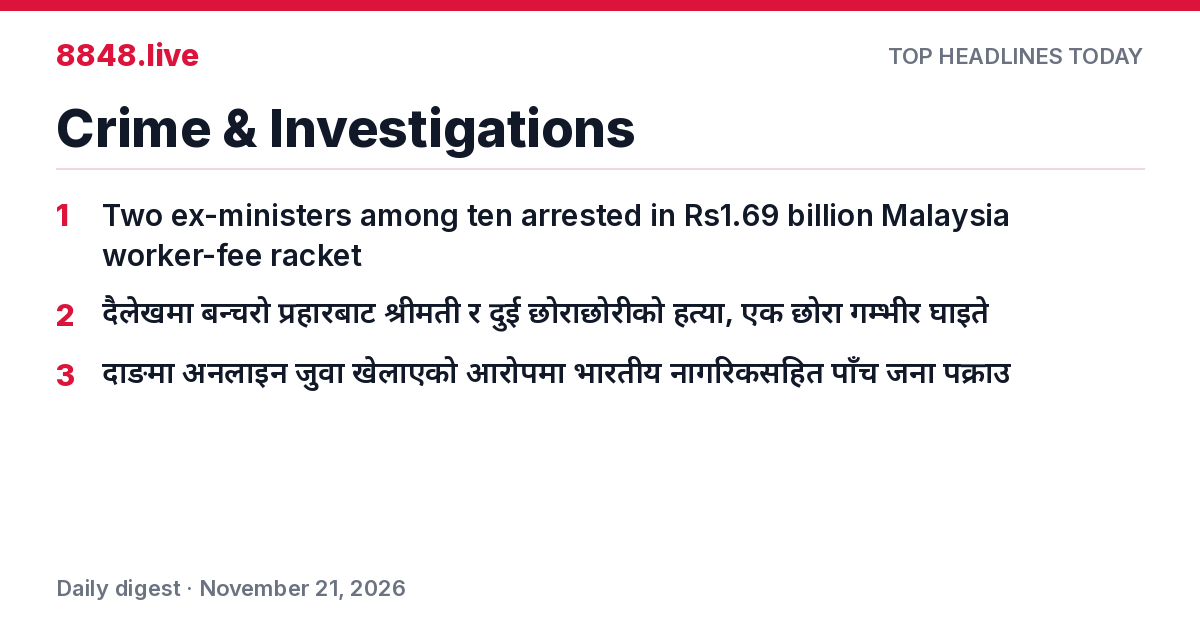 8848.live
TOP HEADLINES TODAY
Crime & Investigations
1 Two ex-ministers among ten arrested in Rs1.69 billion Malaysia
worker-fee racket
2 दैलेखमा बन्चरो प्रहारबाट श्रीमती र दुई छोराछोरीको हत्या, एक छोरा गम्भीर घाइते
3 दाङमा अनलाइन जुवा खेलाएको आरोपमा भारतीय नागरिकसहित पाँच जना पक्राउ
Daily digest · November 21, 2026